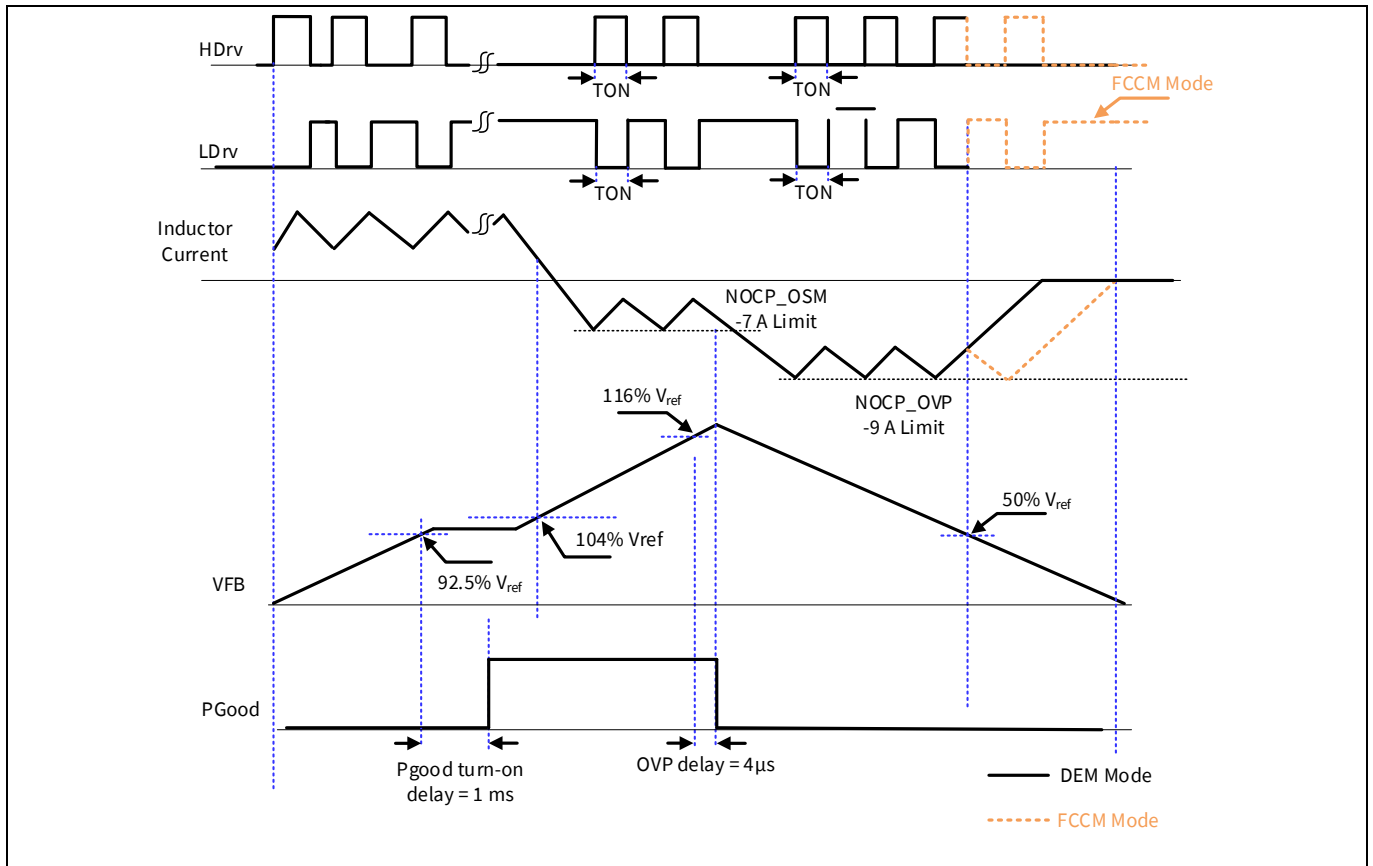 HDrv
TON
TON
FCCM Mode
LDrv
TON
TON
Inductor
Current
NOCP_OSM
-7 A Limit
NOCP_OVP
-9 A Limit
116% Vref
50% Vref
104% Vref
92.5% Vref
VFB
PGood
Pgood turn-on
delay = 1 ms
OVP delay = 4µs
DEM Mode
FCCM Mode